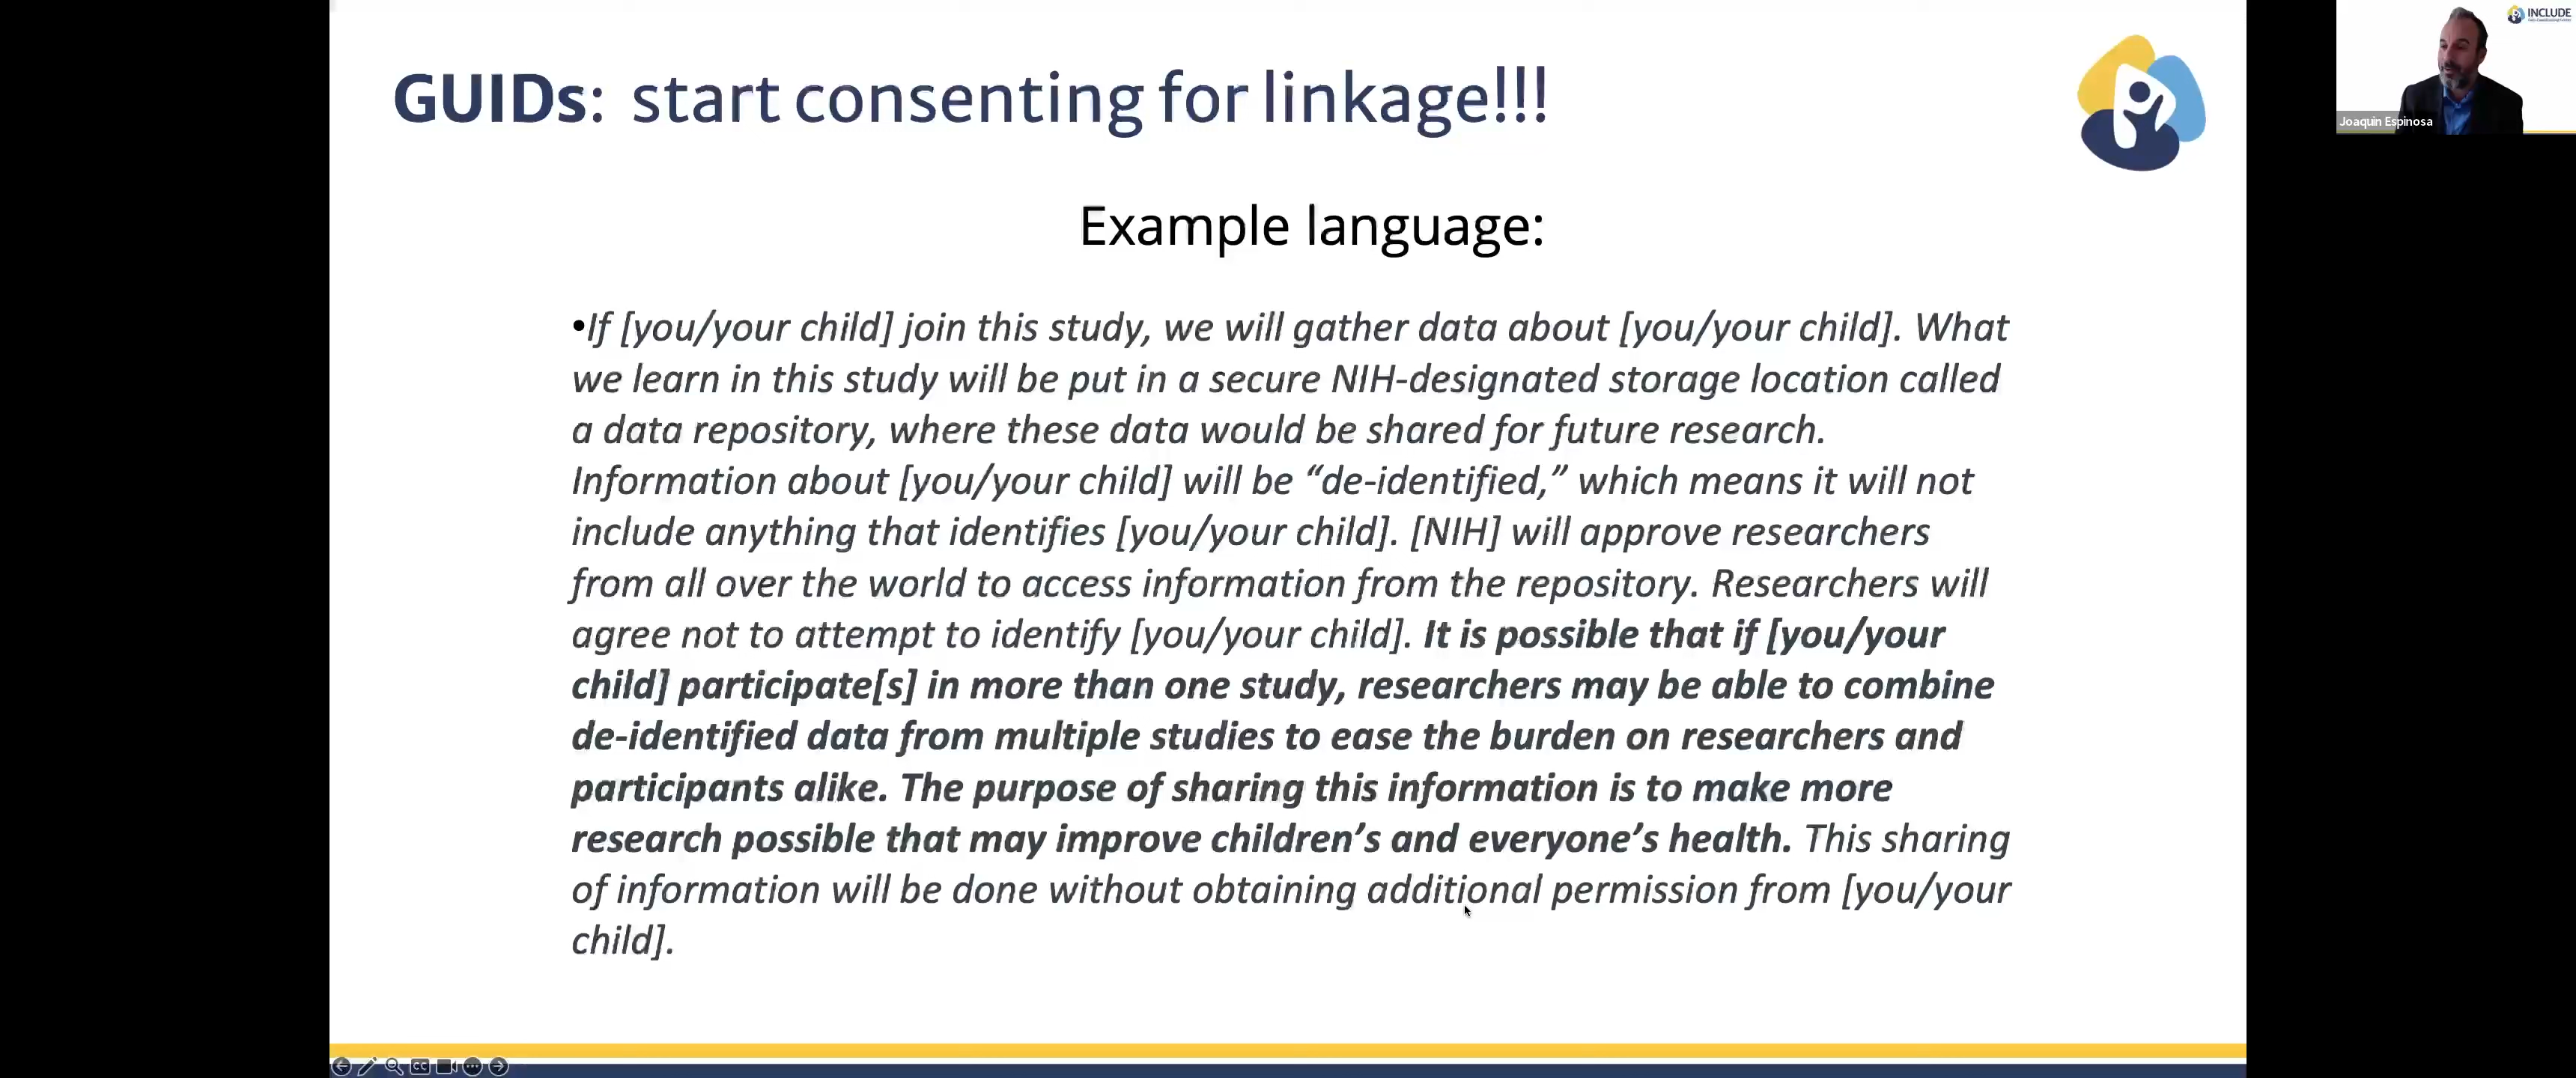 GUIDs: start consenting for linkage!!!
INCLUDE
Joaquin Espinosa
Example language:
•If [you/your child] join this study, we will gather data about [you/your child]. What
we learn in this study will be put in a secure NIH-designated storage location called
a data repository, where these data would be shared for future research.
Information about [you/your child] will be “de-identified,” which means it will not
include anything that identifies [you/your child]. [NIH] will approve researchers
from all over the world to access information from the repository. Researchers will
agree not to attempt to identify [you/your child]. It is possible that if [you/your
child] participate[s] in more than one study, researchers may be able to combine
de-identified data from multiple studies to ease the burden on researchers and
participants alike. The purpose of sharing this information is to make more
research possible that may improve children’s and everyone’s health. This sharing
of information will be done without obtaining additional permission from [you/your
child].
CC